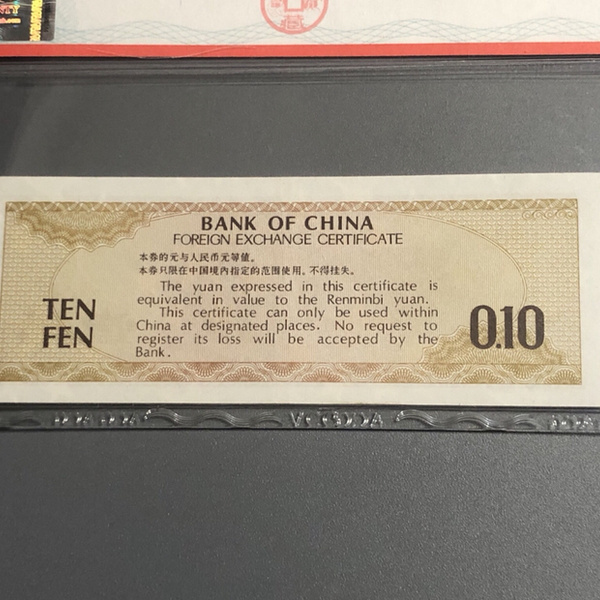 BANK OF CHINA
FOREIGN EXCHANGE CERTIFICATE
本券的元与人民币元等值。
本券只限在中国境内指定的范围使用，不得挂失。
The yuan expressed in this certificate is
equivalent in value to the Renminbi yuan.
This certificate can only be used within
China at designated places. No request to
register its loss will be accepted by the
Bank.
TEN
FEN
0.10